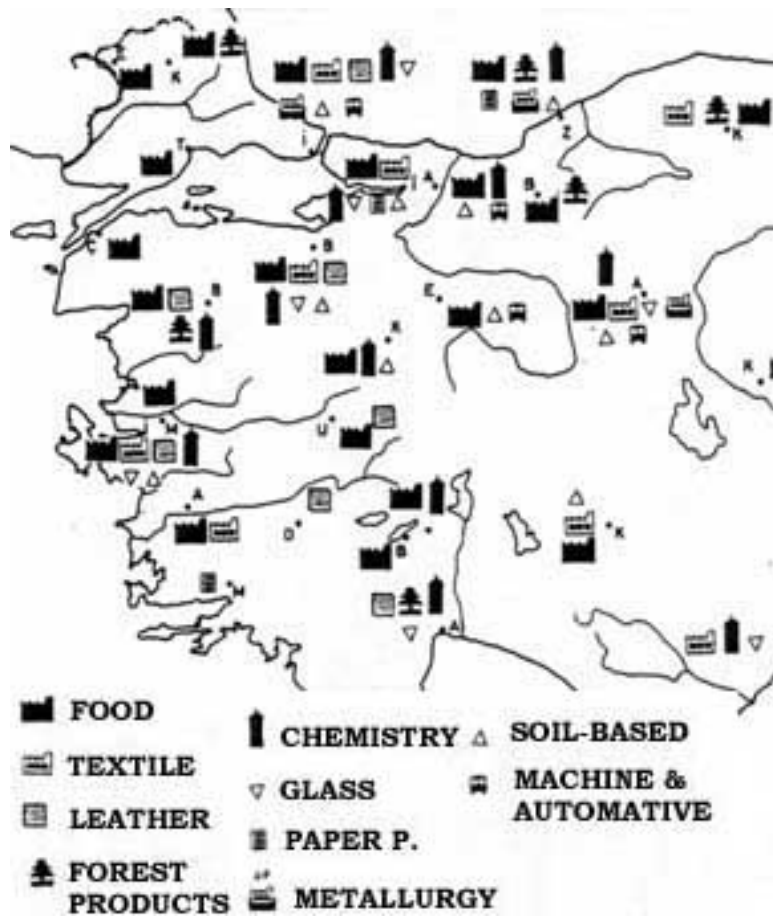 K
T
İ
Z
K
İ
A
B
Ç
B
B
E
A
K
K
M
U
A
D
B
K
M
A
FOOD
CHEMISTRY
SOIL-BASED
TEXTILE
GLASS
MACHINE &
AUTOMATIVE
LEATHER
PAPER P.
FOREST
PRODUCTS
METALLURGY